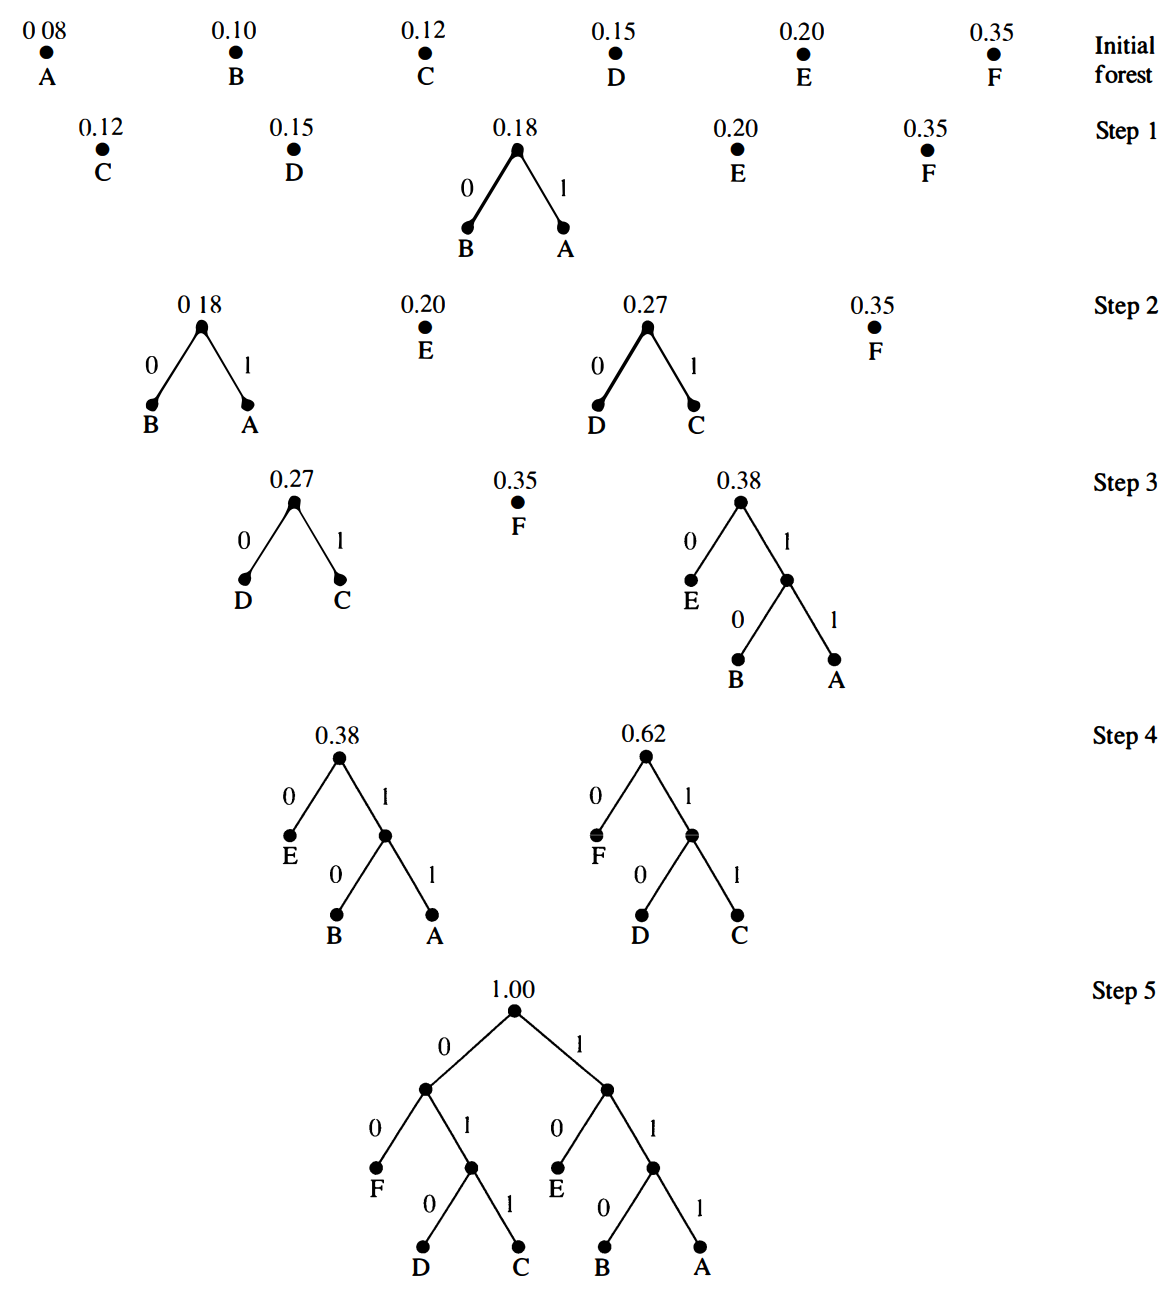 0 08 0.10 0.12 0.15 0.20 0.35 Initial
A B C D E F forest
0.12 0.15 0.18 0.20 0.35 Step 1
C D E F
0 1
B A
0 18 0.20 0.27 0.35 Step 2
E F
0 1 0 1
B A D C
0.27 0.35 0.38 Step 3
F
0 1 0 1
D C E
0 1
B A
0.38 0.62 Step 4
0 1 0 1
E F
0 1 0 1
B A D C
1.00 Step 5
0 1
0 1 0 1
F E
0 1 0 1
D C B A